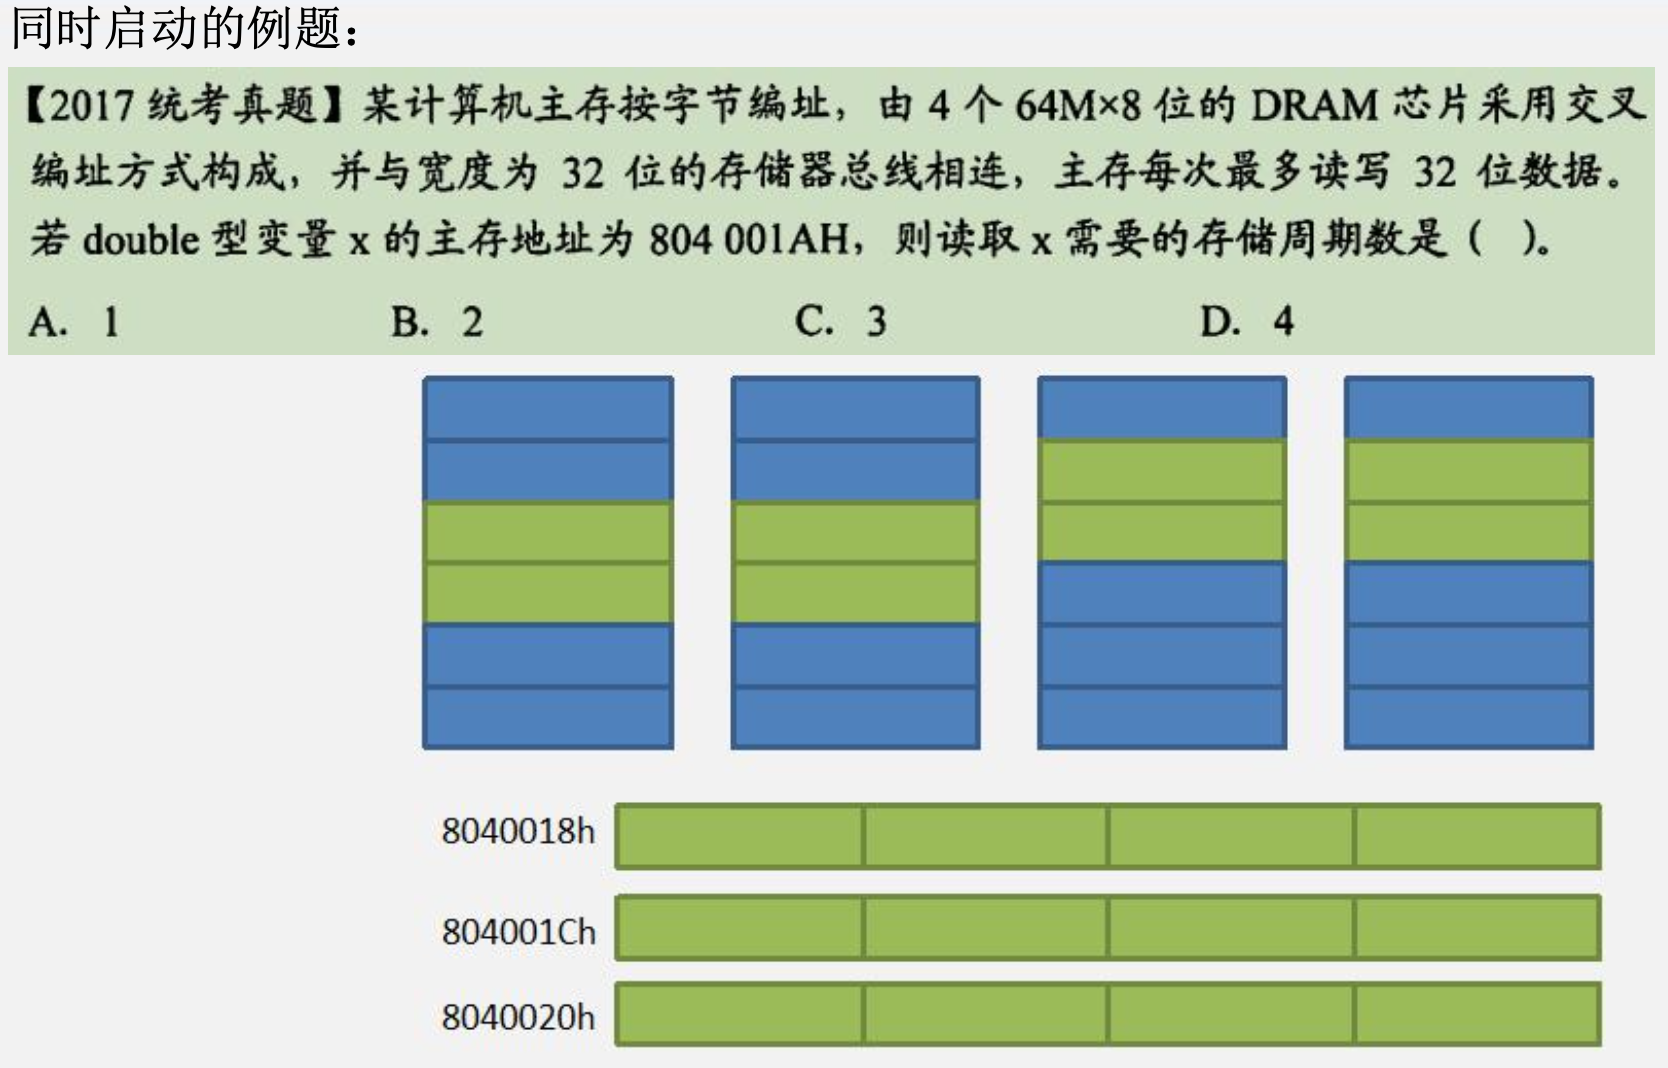 同时启动的例题：
【2017 统考真题】某计算机主存按字节编址，由 4 个 64M×8 位的 DRAM 芯片采用交叉
编址方式构成，并与宽度为 32 位的存储器总线相连，主存每次最多读写 32 位数据。
若 double 型变量 x 的主存地址为 804 001AH，则读取 x 需要的存储周期数是（ ）。
A. 1 B. 2 C. 3 D. 4
8040018h
804001Ch
8040020h